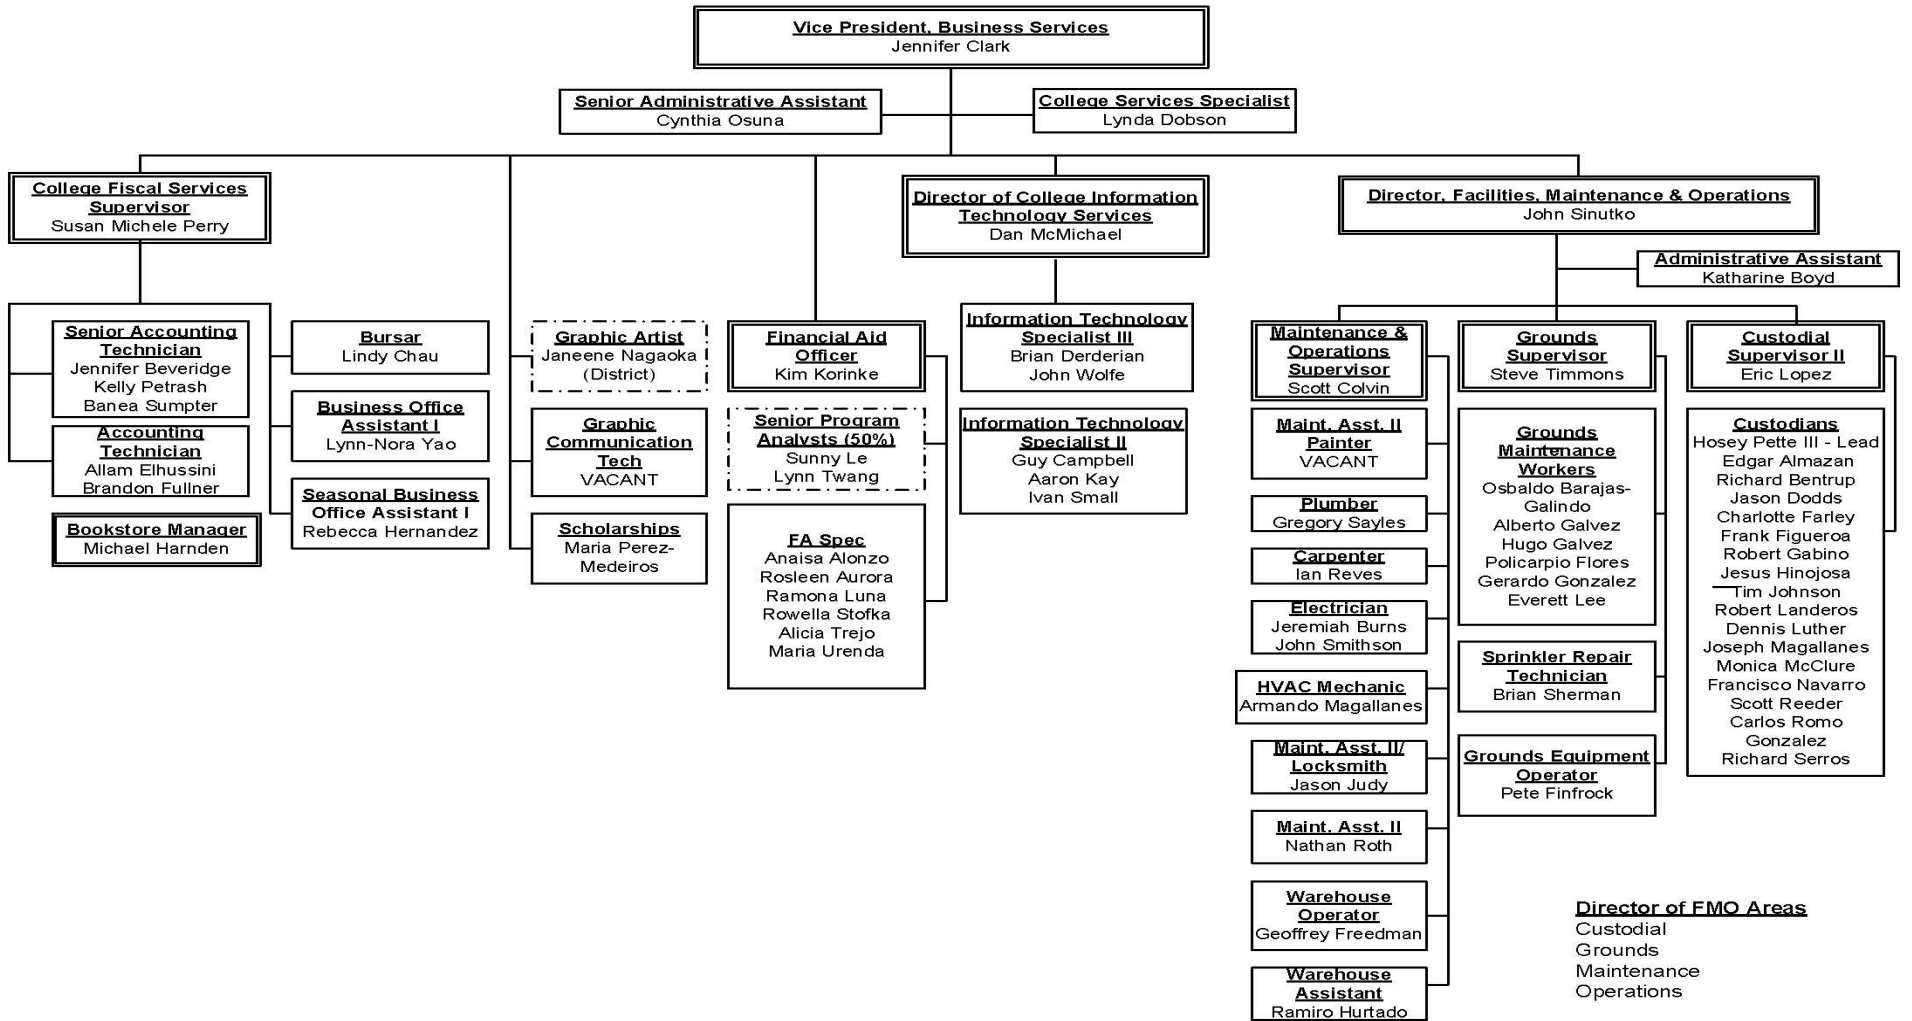 Vice President, Business Services
Jennifer Clark
Senior Administrative Assistant
Cynthia Osuna
College Services Specialist
Lynda Dobson
College Fiscal Services
Supervisor
Susan Michele Perry
Director of College Information
Technology Services
Dan McMichael
Director, Facilities, Maintenance & Operations
John Sinutko
Administrative Assistant
Katharine Boyd
Senior Accounting
Technician
Jennifer Beveridge
Kelly Petrash
Banea Sumpter
Accounting
Technician
Allam Elhussini
Brandon Fullner
Bookstore Manager
Michael Harnden
Bursar
Lindy Chau
Business Office
Assistant I
Lynn-Nora Yao
Seasonal Business
Office Assistant I
Rebecca Hernandez
Graphic Artist
Janeene Nagaoka
(District)
Graphic
Communication
Tech
VACANT
Scholarships
Maria Perez-
Medeiros
Financial Aid
Officer
Kim Korinke
Senior Program
Analysts (50%)
Sunny Le
Lynn Twang
FA Spec
Anaisa Alonzo
Rosleen Aurora
Ramona Luna
Rowella Stofka
Alicia Trejo
Maria Urenda
Information Technology
Specialist III
Brian Derderian
John Wolfe
Information Technology
Specialist II
Guy Campbell
Aaron Kay
Ivan Small
Maintenance &
Operations
Supervisor
Scott Colvin
Maint. Asst. II
Painter
VACANT
Plumber
Gregory Sayles
Carpenter
Ian Reves
Electrician
Jeremiah Burns
John Smithson
HVAC Mechanic
Armando Magallanes
Maint. Asst. II/
Locksmith
Jason Judy
Maint. Asst. II
Nathan Roth
Warehouse
Operator
Geoffrey Freedman
Warehouse
Assistant
Ramiro Hurtado
Grounds
Supervisor
Steve Timmons
Grounds
Maintenance
Workers
Osbaldo Barajas-
Galindo
Alberto Galvez
Hugo Galvez
Policarpio Flores
Gerardo Gonzalez
Everett Lee
Sprinkler Repair
Technician
Brian Sherman
Grounds Equipment
Operator
Pete Finfrock
Custodial
Supervisor II
Eric Lopez
Custodians
Hosey Pette III - Lead
Edgar Almazan
Richard Bentrup
Jason Dodds
Charlotte Farley
Frank Figueroa
Robert Gabino
Jesus Hinojosa
Tim Johnson
Robert Landeros
Dennis Luther
Joseph Magallanes
Monica McClure
Francisco Navarro
Scott Reeder
Carlos Romo
Gonzalez
Richard Serros
Director of FMO Areas
Custodial
Grounds
Maintenance
Operations